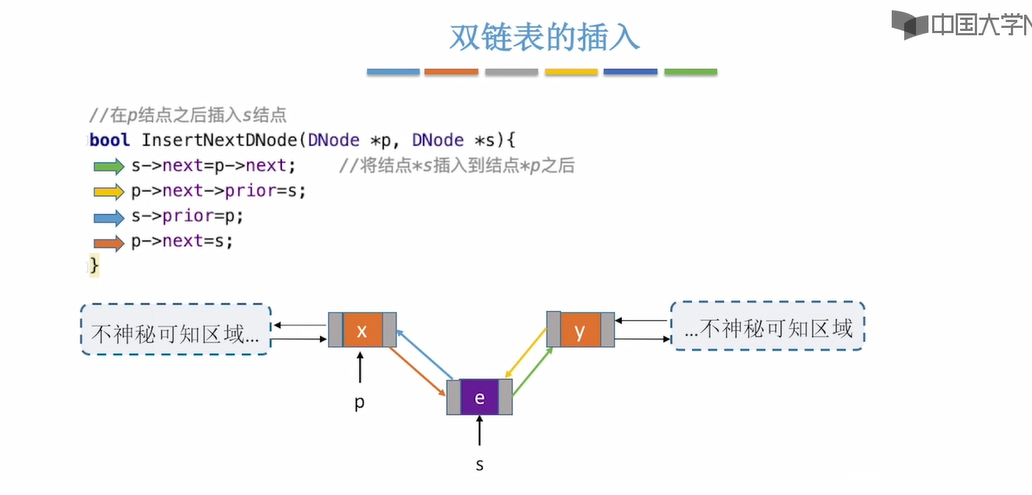 双链表的插入
中国大学M
//在p结点之后插入s结点
bool InsertNextDNode(DNode *p, DNode *s){
s->next=p->next; //将结点*s插入到结点*p之后
p->next->prior=s;
s->prior=p;
p->next=s;
}
不神秘可知区域...
x
y
...不神秘可知区域
e
p
s